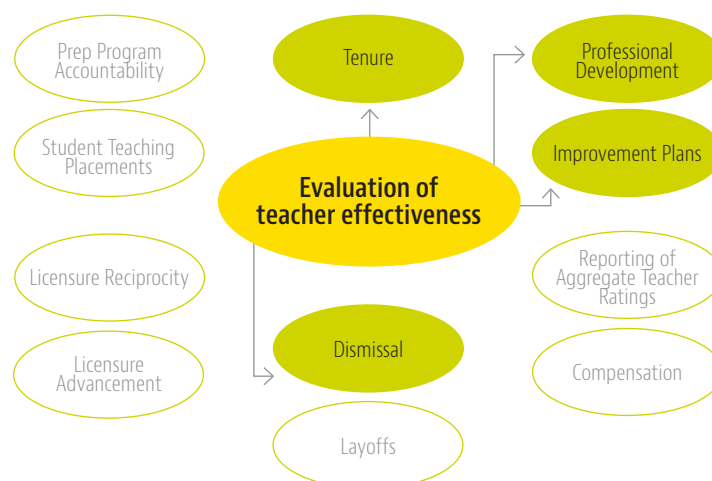 Prep Program
Accountability
Tenure
Professional
Development
Student Teaching
Placements
Improvement Plans
Evaluation of
teacher effectiveness
Licensure Reciprocity
Reporting of
Aggregate Teacher
Ratings
Dismissal
Licensure
Advancement
Compensation
Layoffs